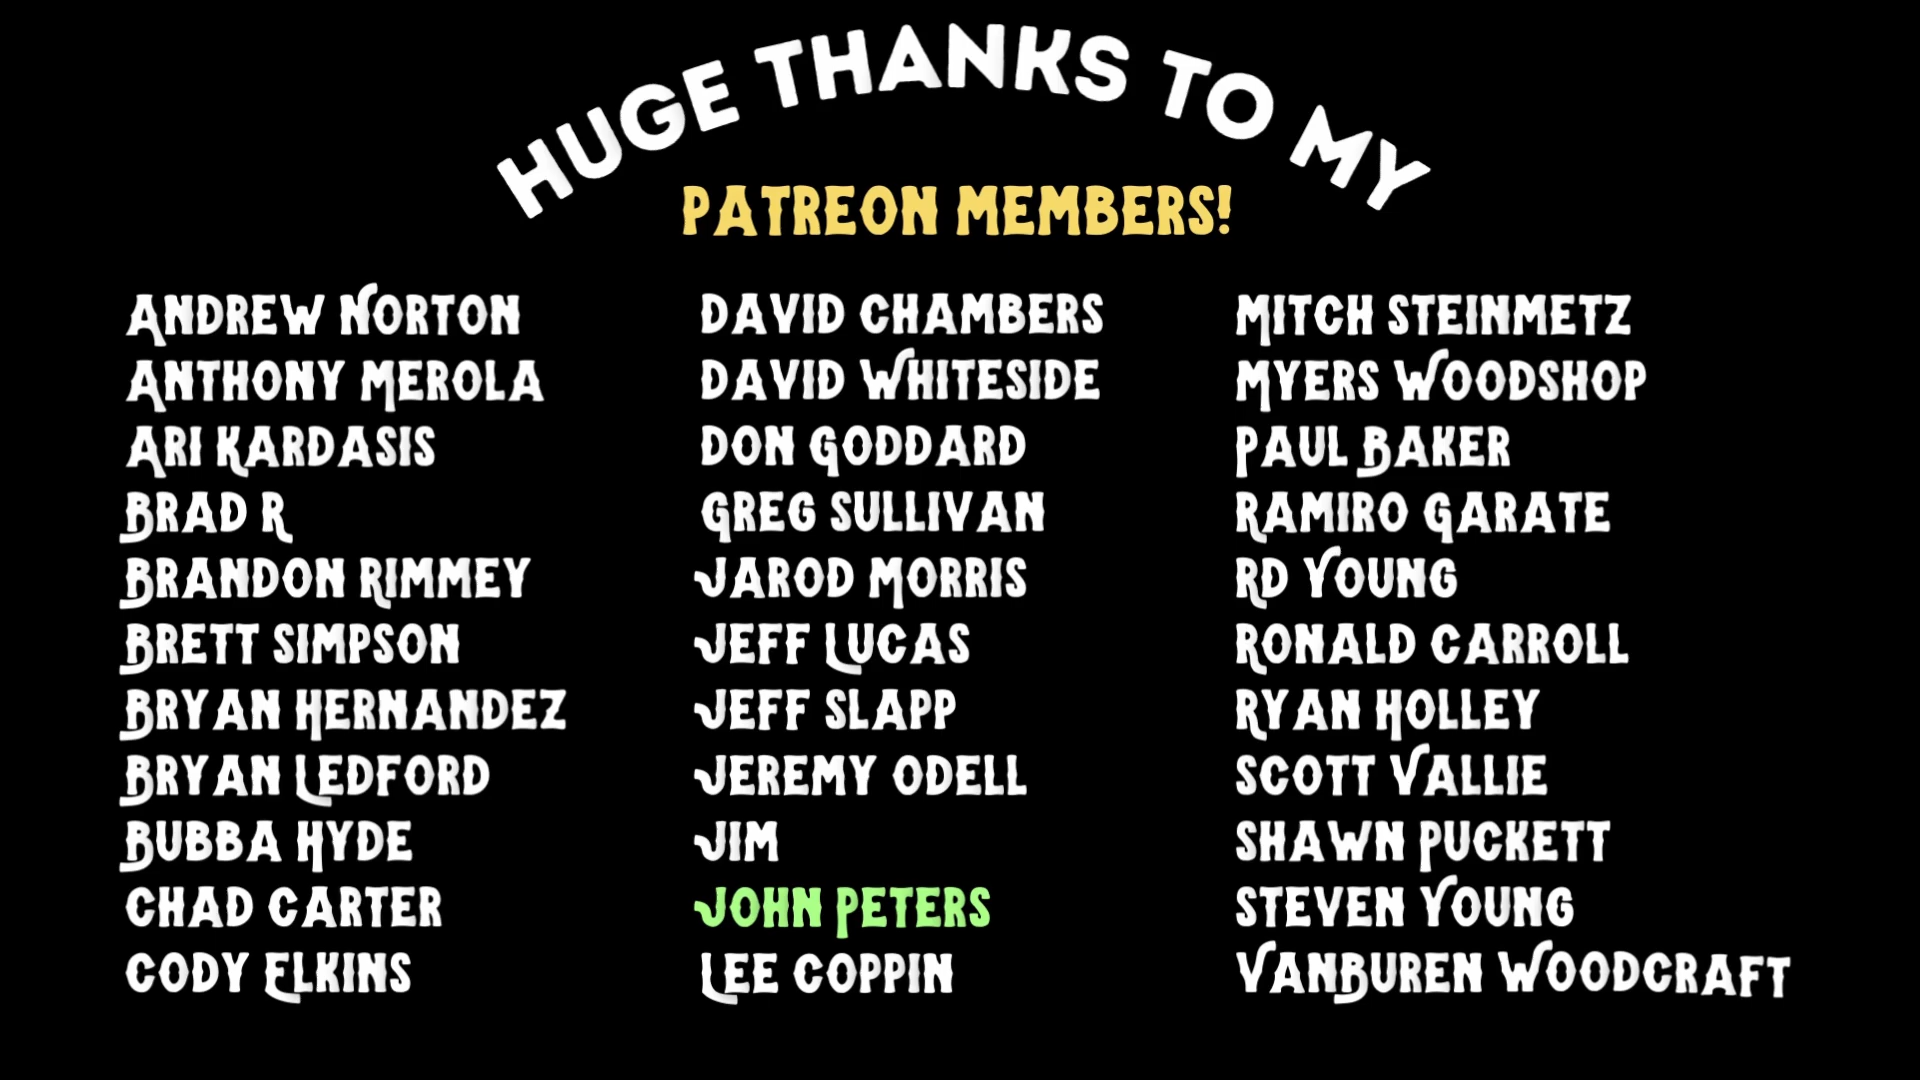 HUGE THANKS TO MY
PATREON MEMBERS!
ANDREW NORTON
ANTHONY MEROLA
ARI KARDASIS
BRAD R
BRANDON RIMMEY
BRETT SIMPSON
BRYAN HERNANDEZ
BRYAN LEDFORD
BUBBA HYDE
CHAD CARTER
CODY ELKINS
DAVID CHAMBERS
DAVID WHITESIDE
DON GODDARD
GREG SULLIVAN
JAROD MORRIS
JEFF LUCAS
JEFF SLAPP
JEREMY ODELL
JIM
JOHN PETERS
LEE COPPIN
MITCH STEINMETZ
MYERS WOODSHOP
PAUL BAKER
RAMIRO GARATE
RD YOUNG
RONALD CARROLL
RYAN HOLLEY
SCOTT VALLIE
SHAWN PUCKETT
STEVEN YOUNG
VANBUREN WOODCRAFT